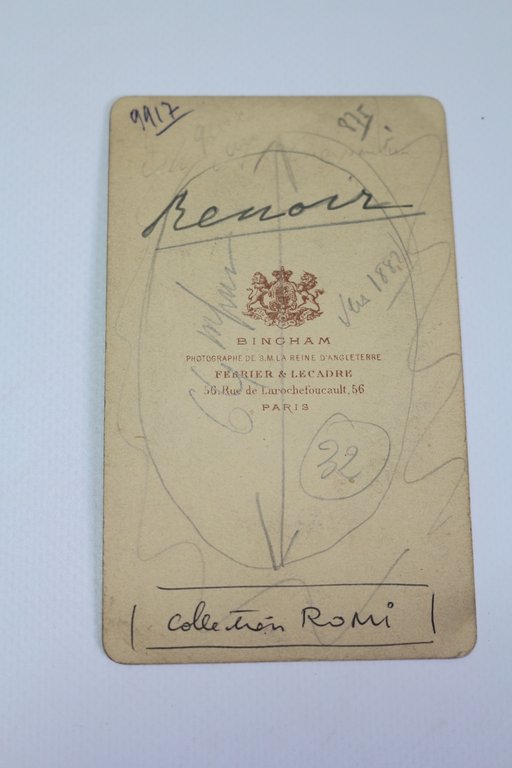 9917
875
Renoir
Vers 1882
BINGHAM
PHOTOGRAPHE DE S.M. LA REINE D'ANGLETERRE
FERRIER & LECADRE
56, Rue de Larochefoucault, 56
PARIS
32
Collection ROMI